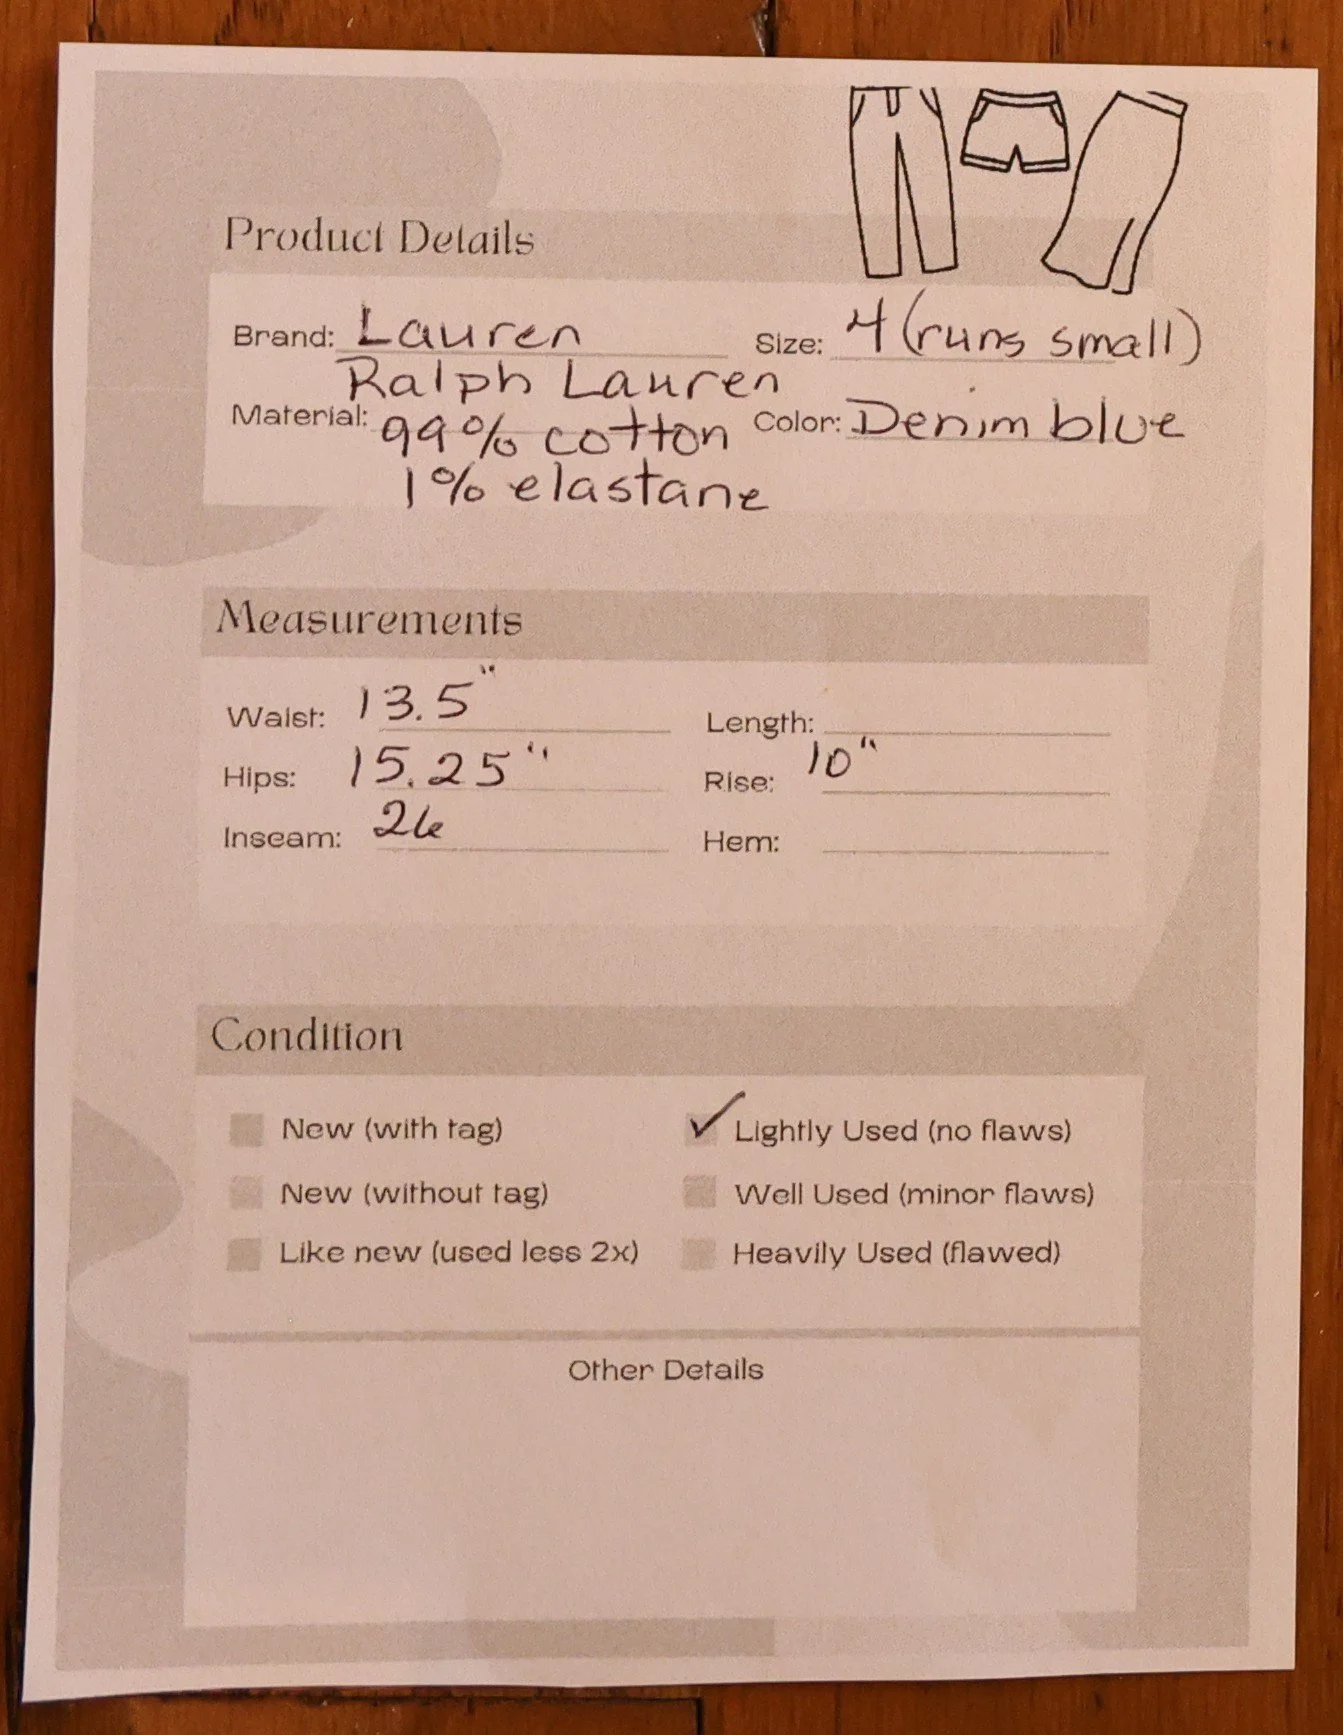 Product Details
Brand: Lauren Size: 4 (runs small)
Ralph Lauren
Material: 99% cotton Color: Denim blue
1% elastane
Measurements
Waist: 13.5" Length:
Hips: 15.25" Rise: 10"
Inseam: 26 Hem:
Condition
New (with tag) ✓ Lightly Used (no flaws)
New (without tag) Well Used (minor flaws)
Like new (used less 2x) Heavily Used (flawed)
Other Details